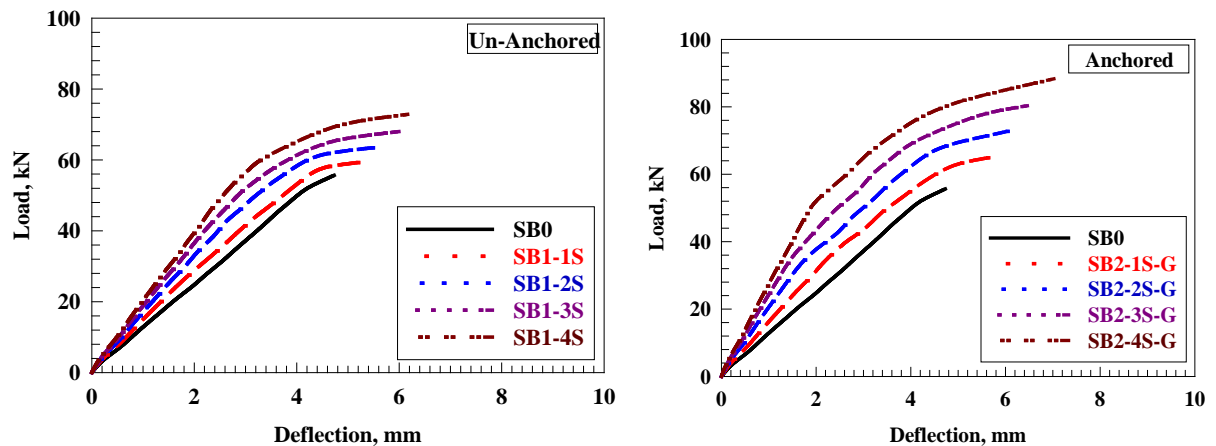 100
80
60
40
20
0
Load, kN
Un-Anchored
SB0
SB1-1S
SB1-2S
SB1-3S
SB1-4S
0 2 4 6 8 10
Deflection, mm
100
80
60
40
20
0
Load, kN
Anchored
SB0
SB2-1S-G
SB2-2S-G
SB2-3S-G
SB2-4S-G
0 2 4 6 8 10
Deflection, mm